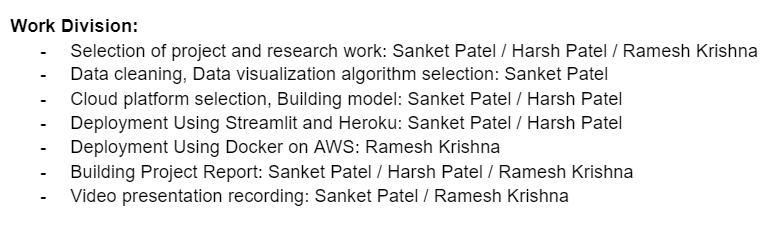 Work Division:
- Selection of project and research work: Sanket Patel / Harsh Patel / Ramesh Krishna
- Data cleaning, Data visualization algorithm selection: Sanket Patel
- Cloud platform selection, Building model: Sanket Patel / Harsh Patel
- Deployment Using Streamlit and Heroku: Sanket Patel / Harsh Patel
- Deployment Using Docker on AWS: Ramesh Krishna
- Building Project Report: Sanket Patel / Harsh Patel / Ramesh Krishna
- Video presentation recording: Sanket Patel / Ramesh Krishna